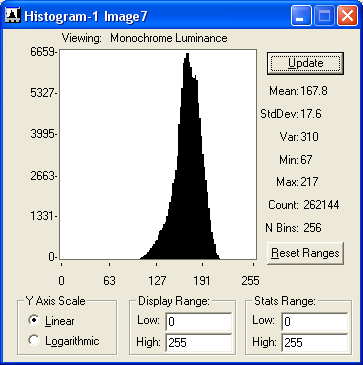 Histogram-1 Image7
Viewing: Monochrome Luminance
6659
5327
3995
2663
1331
0
0 63 127 191 255
Update
Mean: 167.8
StdDev: 17.6
Var: 310
Min: 67
Max: 217
Count: 262144
N Bins: 256
Reset Ranges
Y Axis Scale
Linear
Logarithmic
Display Range:
Low: 0
High: 255
Stats Range:
Low: 0
High: 255